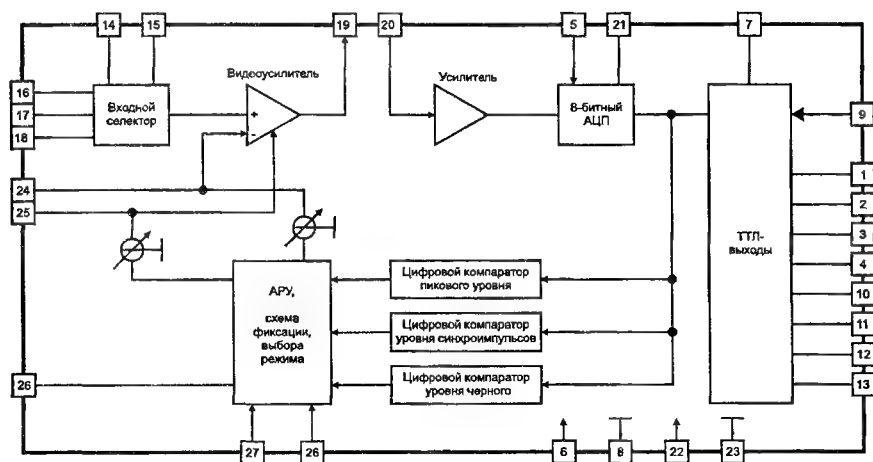 14 15 19 20 5 21 7
Видеоусилитель
Усилитель
16
17
18
Входной
селектор
+
-
8-битный
АЦП
9
24
25
1
2
3
4
10
11
12
13
ТТЛ-
выходы
АРУ,
схема
фиксации,
выбора
режима
Цифровой компаратор
пикового уровня
Цифровой компаратор
уровня синхроимпульсов
Цифровой компаратор
уровня черного
26
27 26 6 8 22 23